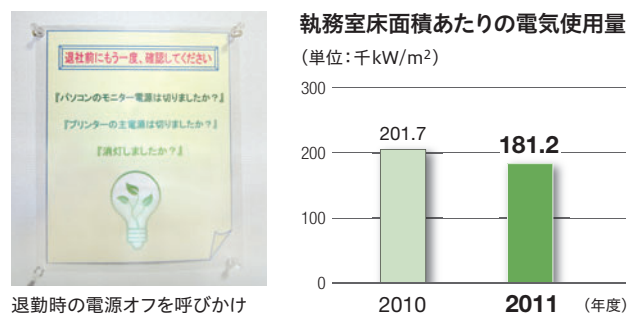 退社前にもう一度、確認してください
『パソコンのモニター電源は切りましたか？』
『プリンターの主電源は切りましたか？』
『消灯しましたか？』
退勤時の電源オフを呼びかけ
執務室床面積あたりの電気使用量
（単位：千kW/m²）
300
200
100
0
201.7
181.2
2010
2011
（年度）